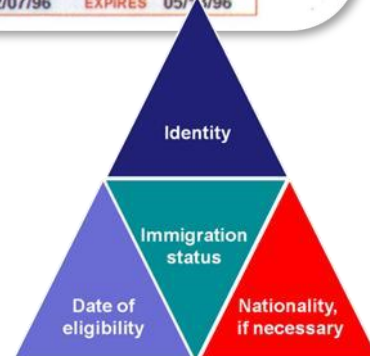 EXPIRES
Identity
Immigration
status
Date of
eligibility
Nationality,
if necessary